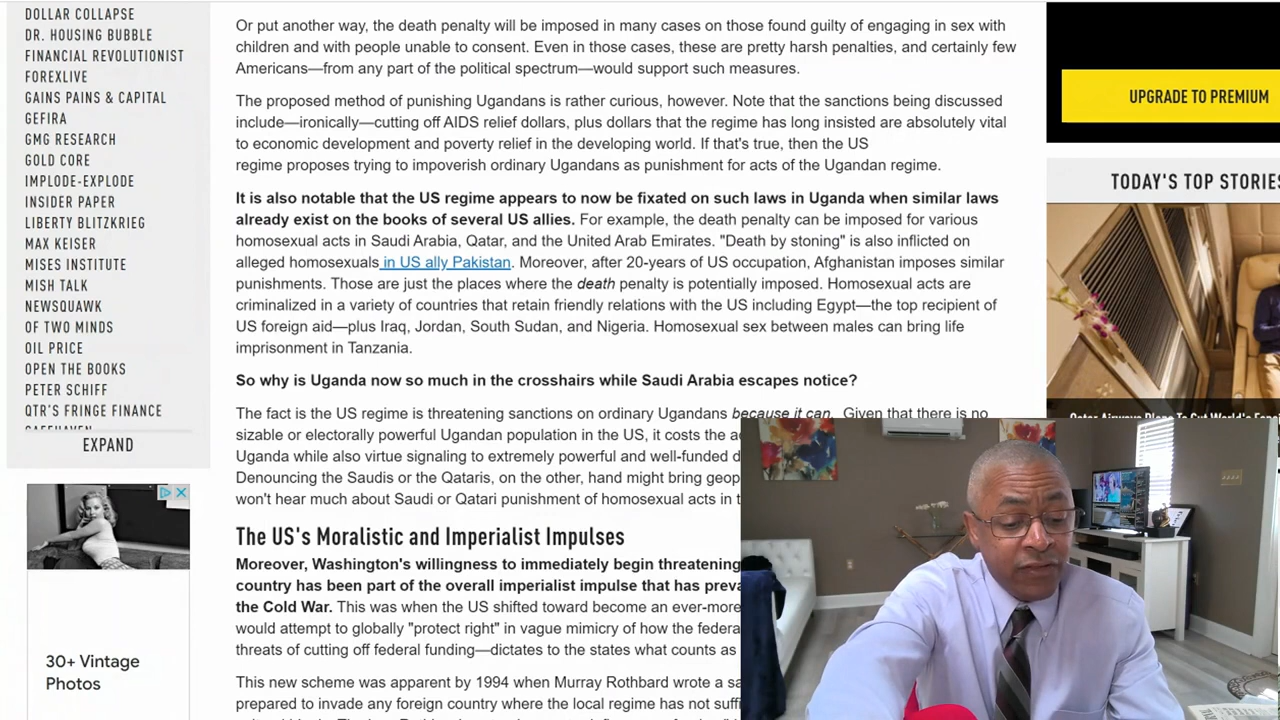 DOLLAR COLLAPSE
DR. HOUSING BUBBLE
FINANCIAL REVOLUTIONIST
FOREXLIVE
GAINS PAINS & CAPITAL
GEFIRA
GMG RESEARCH
GOLD CORE
IMPLODE-EXPLODE
INSIDER PAPER
LIBERTY BLITZKRIEG
MAX KEISER
MISES INSTITUTE
MISH TALK
NEWSQUAWK
OF TWO MINDS
OIL PRICE
OPEN THE BOOKS
PETER SCHIFF
QTR'S FRINGE FINANCE
SAFEHAVEN
EXPAND
30+ Vintage
Photos
Or put another way, the death penalty will be imposed in many cases on those found guilty of engaging in sex with
children and with people unable to consent. Even in those cases, these are pretty harsh penalties, and certainly few
Americans—from any part of the political spectrum—would support such measures.
The proposed method of punishing Ugandans is rather curious, however. Note that the sanctions being discussed
include—ironically—cutting off AIDS relief dollars, plus dollars that the regime has long insisted are absolutely vital
to economic development and poverty relief in the developing world. If that's true, then the US
regime proposes trying to impoverish ordinary Ugandans as punishment for acts of the Ugandan regime.
It is also notable that the US regime appears to now be fixated on such laws in Uganda when similar laws
already exist on the books of several US allies. For example, the death penalty can be imposed for various
homosexual acts in Saudi Arabia, Qatar, and the United Arab Emirates. "Death by stoning" is also inflicted on
alleged homosexuals in US ally Pakistan. Moreover, after 20-years of US occupation, Afghanistan imposes similar
punishments. Those are just the places where the death penalty is potentially imposed. Homosexual acts are
criminalized in a variety of countries that retain friendly relations with the US including Egypt—the top recipient of
US foreign aid—plus Iraq, Jordan, South Sudan, and Nigeria. Homosexual sex between males can bring life
imprisonment in Tanzania.
So why is Uganda now so much in the crosshairs while Saudi Arabia escapes notice?
The fact is the US regime is threatening sanctions on ordinary Ugandans because it can. Given that there is no
sizable or electorally powerful Ugandan population in the US, it costs the
Uganda while also virtue signaling to extremely powerful and well-funded
Denouncing the Saudis or the Qataris, on the other, hand might bring
won't hear much about Saudi or Qatari punishment of homosexual acts in
The US's Moralistic and Imperialist Impulses
Moreover, Washington's willingness to immediately begin threatening
country has been part of the overall imperialist impulse that has
the Cold War. This was when the US shifted toward become an ever-more
would attempt to globally "protect right" in vague mimicry of how the
threats of cutting off federal funding—dictates to the states what counts as
This new scheme was apparent by 1994 when Murray Rothbard wrote a
prepared to invade any foreign country where the local regime has not
UPGRADE TO PREMIUM
TODAY'S TOP STORIES
Qatar Airways Plans To Cut World's